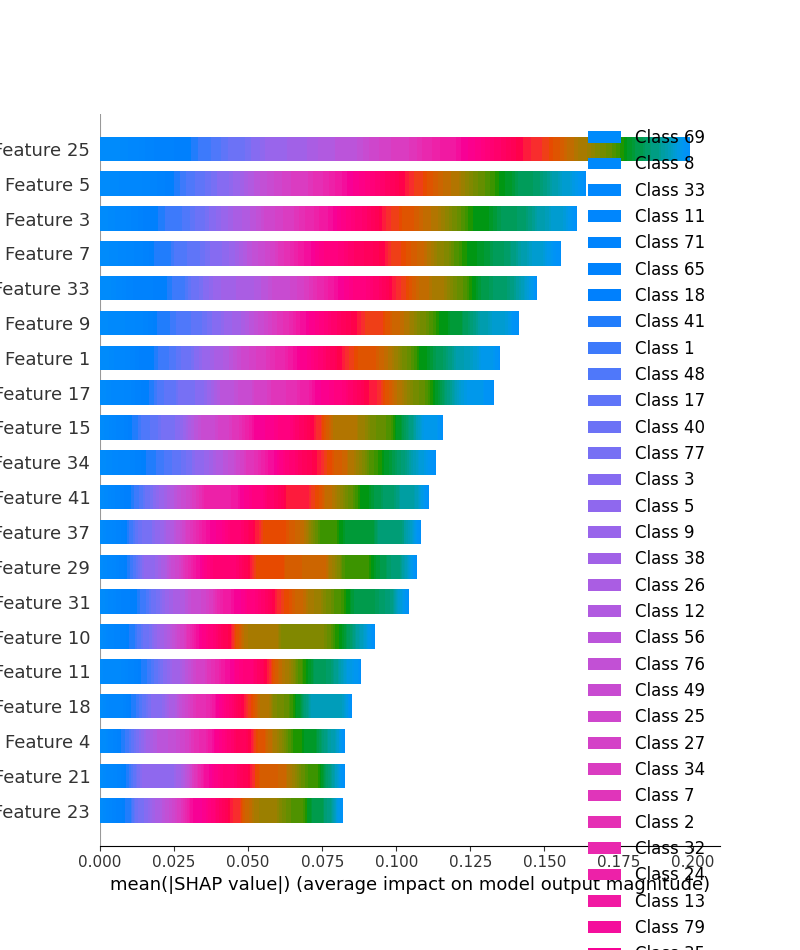 Feature 25
Feature 5
Feature 3
Feature 7
Feature 33
Feature 9
Feature 1
Feature 17
Feature 15
Feature 34
Feature 41
Feature 37
Feature 29
Feature 31
Feature 10
Feature 11
Feature 18
Feature 4
Feature 21
Feature 23
0.000 0.025 0.050 0.075 0.100 0.125 0.150 0.175 0.200
mean(|SHAP value|) (average impact on model output magnitude)
Class 69
Class 8
Class 33
Class 11
Class 71
Class 65
Class 18
Class 41
Class 1
Class 48
Class 17
Class 40
Class 77
Class 3
Class 5
Class 9
Class 38
Class 26
Class 12
Class 56
Class 76
Class 49
Class 25
Class 27
Class 34
Class 7
Class 2
Class 32
Class 24
Class 13
Class 79
Class 35